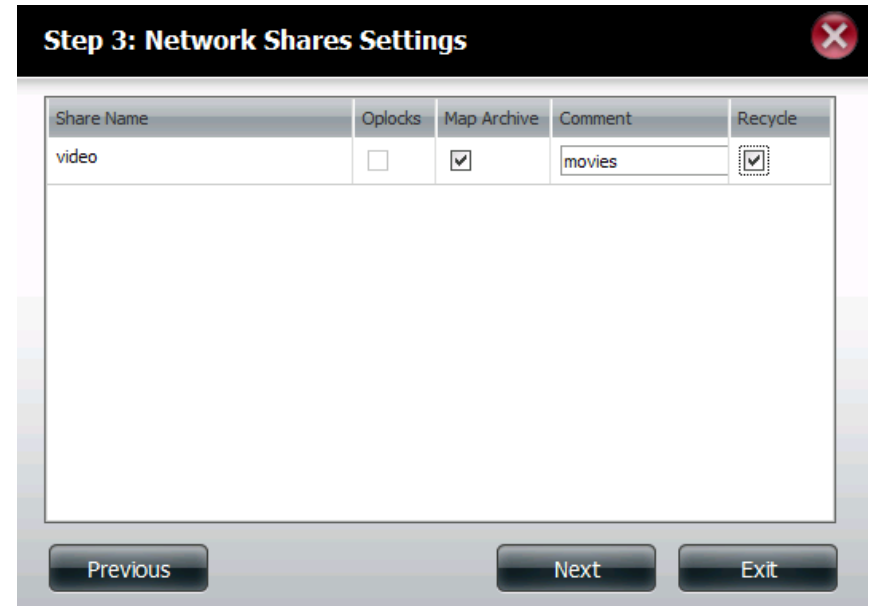 Step 3: Network Shares Settings
Share Name Oplocks Map Archive Comment Recycle
video movies
Previous Next Exit